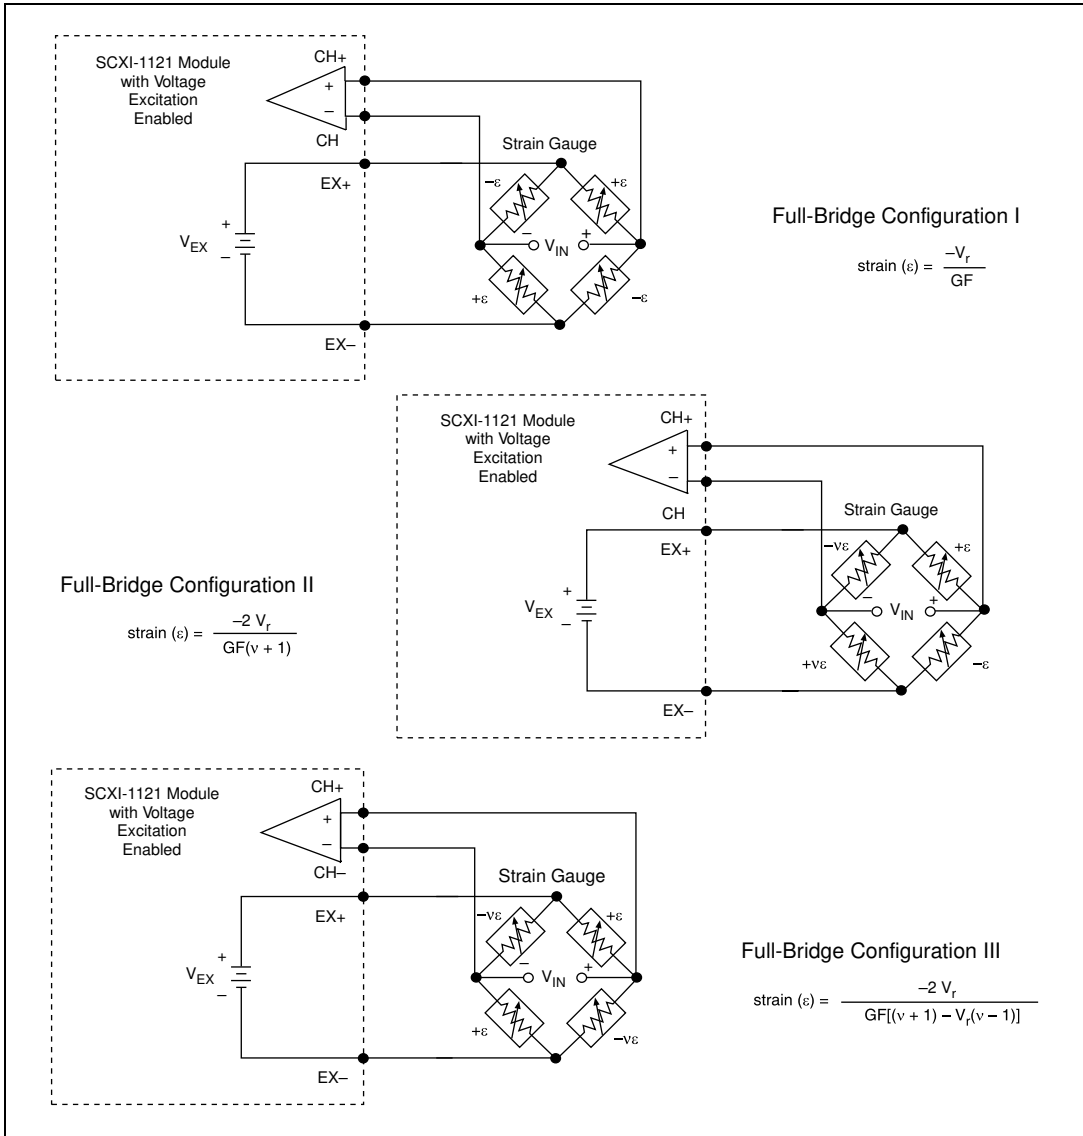 SCXI-1121 Module
with Voltage
Excitation
Enabled
CH+
+
–
CH
Strain Gauge
EX+
–ε
+ε
+
V_EX
–
– V_IN +
+ε
–ε
EX–
Full-Bridge Configuration I
strain (ε) = –V_r / GF
SCXI-1121 Module
with Voltage
Excitation
Enabled
CH+
+
–
CH
Strain Gauge
EX+
–νε
+ε
+
V_EX
–
– V_IN +
+νε
–ε
EX–
Full-Bridge Configuration II
strain (ε) = –2 V_r / GF(ν + 1)
SCXI-1121 Module
with Voltage
Excitation
Enabled
CH+
+
–
CH–
Strain Gauge
EX+
–νε
+ε
+
V_EX
–
– V_IN +
+ε
–νε
EX–
Full-Bridge Configuration III
strain (ε) = –2 V_r / GF[(ν + 1) – V_r(ν – 1)]